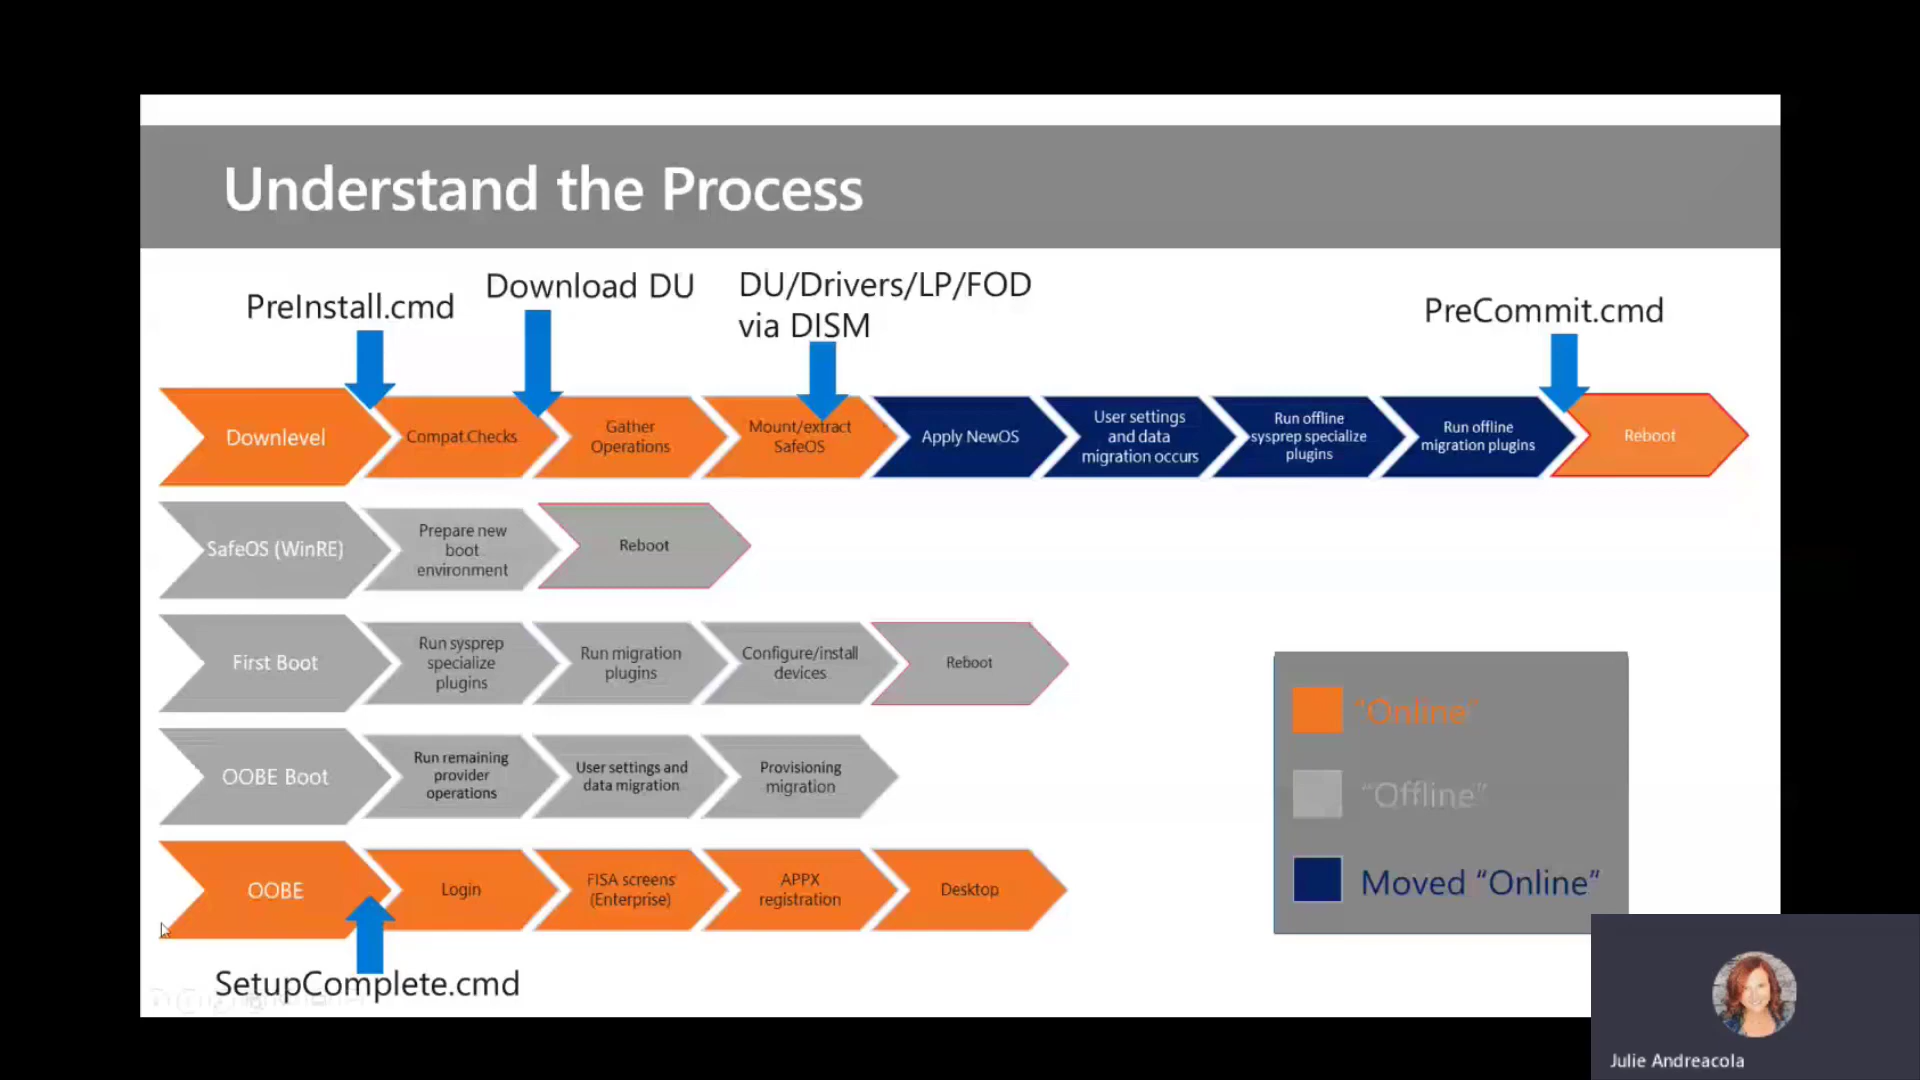 Understand the Process
PreInstall.cmd
Download DU
DU/Drivers/LP/FOD
via DISM
PreCommit.cmd
Downlevel
Compat.Checks
Gather
Operations
Mount/extract
SafeOS
Apply NewOS
User settings
and data
migration occurs
Run offline
sysprep specialize
plugins
Run offline
migration plugins
Reboot
SafeOS (WinRE)
Prepare new
boot
environment
Reboot
First Boot
Run sysprep
specialize
plugins
Run migration
plugins
Configure/install
devices
Reboot
OOBE Boot
Run remaining
provider
operations
User settings and
data migration
Provisioning
migration
OOBE
Login
FISA screens
(Enterprise)
APPX
registration
Desktop
SetupComplete.cmd
"Online"
"Offline"
Moved "Online"
Julie Andreacola